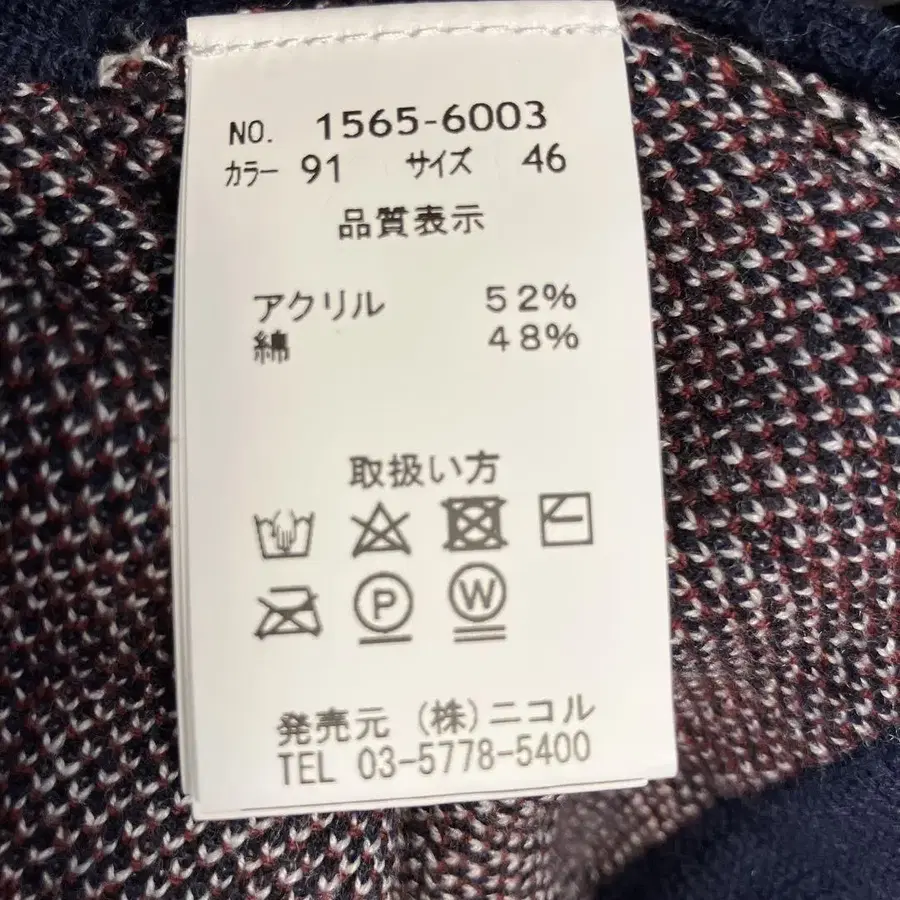 NO. 1565-6003
カラー 91 サイズ 46
品質表示
アクリル 52%
綿 48%
取扱い方
P W
発売元 (株)ニコル
TEL 03-5778-5400